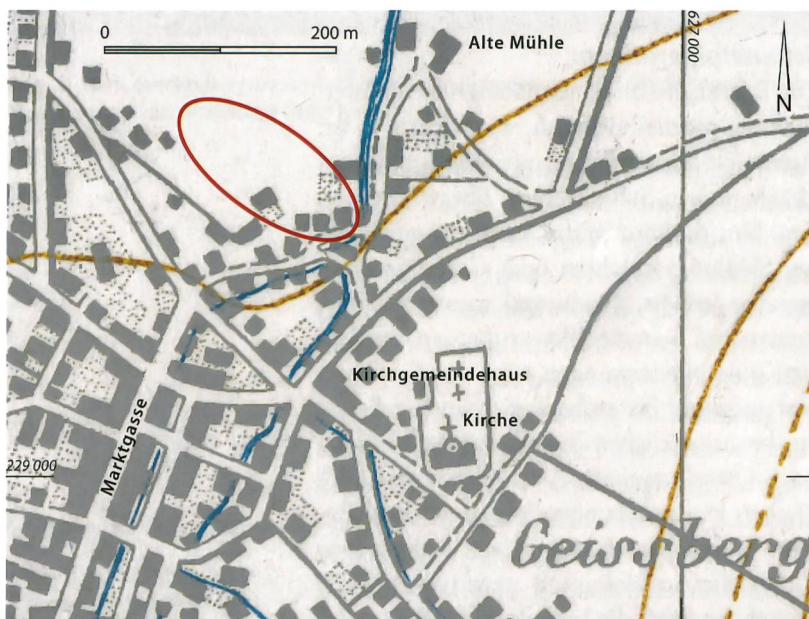 0 200 m
Alte Mühle
627 000
N
Kirchgemeindehaus
Kirche
Marktgasse
229 000
Geissberg